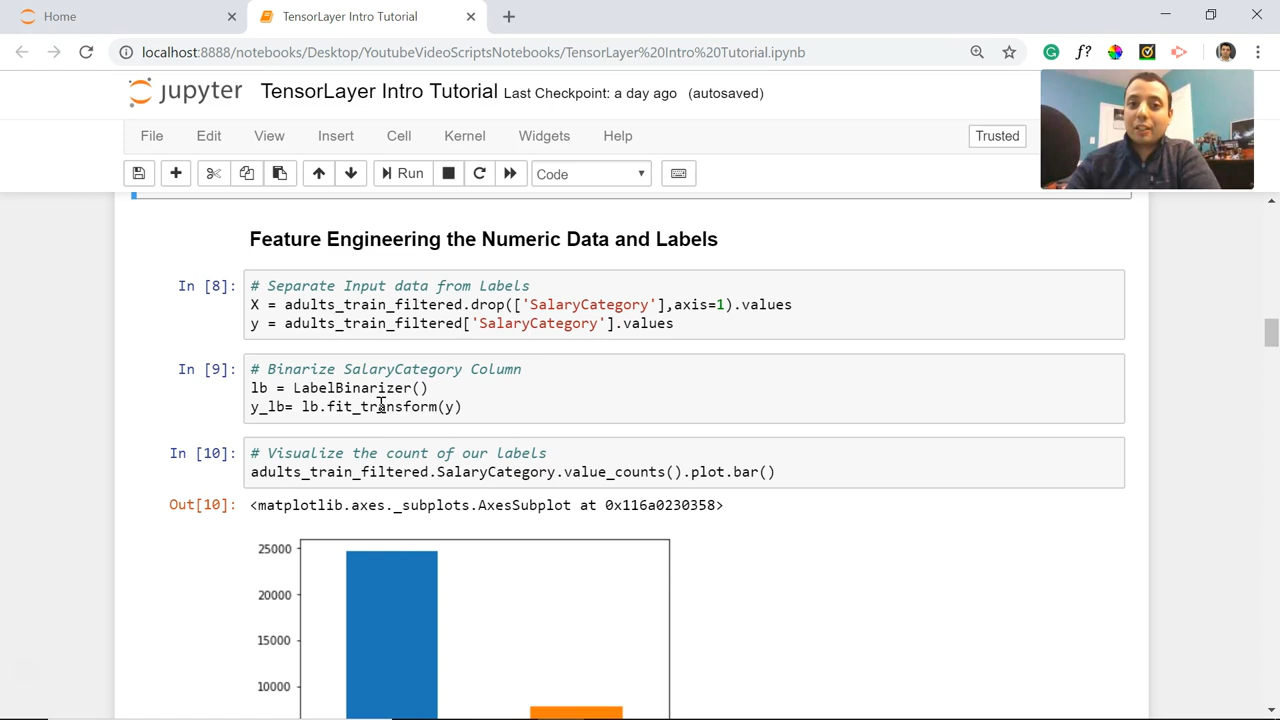 Home
TensorLayer Intro Tutorial
localhost:8888/notebooks/Desktop/YoutubeVideoScriptsNotebooks/TensorLayer%20Intro%20Tutorial.ipynb
f?
jupyter TensorLayer Intro Tutorial Last Checkpoint: a day ago (autosaved)
File Edit View Insert Cell Kernel Widgets Help Trusted
Run Code
Feature Engineering the Numeric Data and Labels
In [8]: # Separate Input data from Labels
X = adults_train_filtered.drop(['SalaryCategory'],axis=1).values
y = adults_train_filtered['SalaryCategory'].values
In [9]: # Binarize SalaryCategory Column
lb = LabelBinarizer()
y_lb= lb.fit_transform(y)
In [10]: # Visualize the count of our labels
adults_train_filtered.SalaryCategory.value_counts().plot.bar()
Out[10]: <matplotlib.axes._subplots.AxesSubplot at 0x116a0230358>
25000
20000
15000
10000